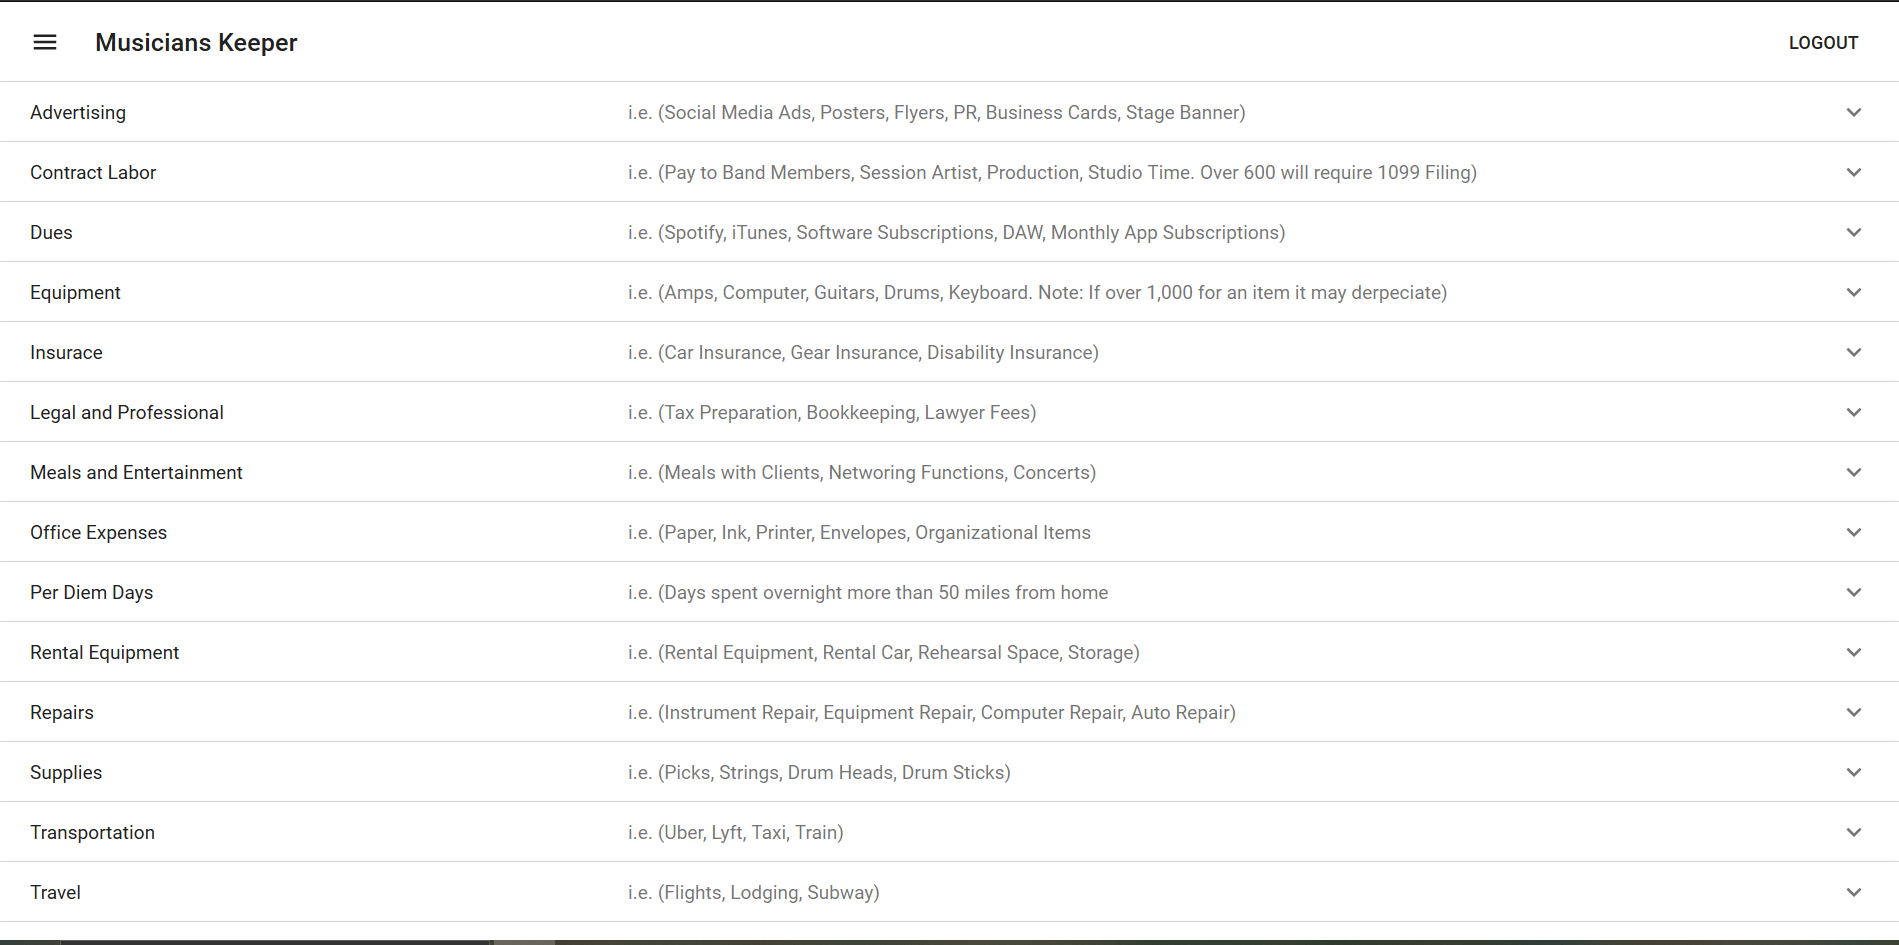 Musicians Keeper LOGOUT
Advertising i.e. (Social Media Ads, Posters, Flyers, PR, Business Cards, Stage Banner)
Contract Labor i.e. (Pay to Band Members, Session Artist, Production, Studio Time. Over 600 will require 1099 Filing)
Dues i.e. (Spotify, iTunes, Software Subscriptions, DAW, Monthly App Subscriptions)
Equipment i.e. (Amps, Computer, Guitars, Drums, Keyboard. Note: If over 1,000 for an item it may derpeciate)
Insurace i.e. (Car Insurance, Gear Insurance, Disability Insurance)
Legal and Professional i.e. (Tax Preparation, Bookkeeping, Lawyer Fees)
Meals and Entertainment i.e. (Meals with Clients, Networing Functions, Concerts)
Office Expenses i.e. (Paper, Ink, Printer, Envelopes, Organizational Items
Per Diem Days i.e. (Days spent overnight more than 50 miles from home
Rental Equipment i.e. (Rental Equipment, Rental Car, Rehearsal Space, Storage)
Repairs i.e. (Instrument Repair, Equipment Repair, Computer Repair, Auto Repair)
Supplies i.e. (Picks, Strings, Drum Heads, Drum Sticks)
Transportation i.e. (Uber, Lyft, Taxi, Train)
Travel i.e. (Flights, Lodging, Subway)